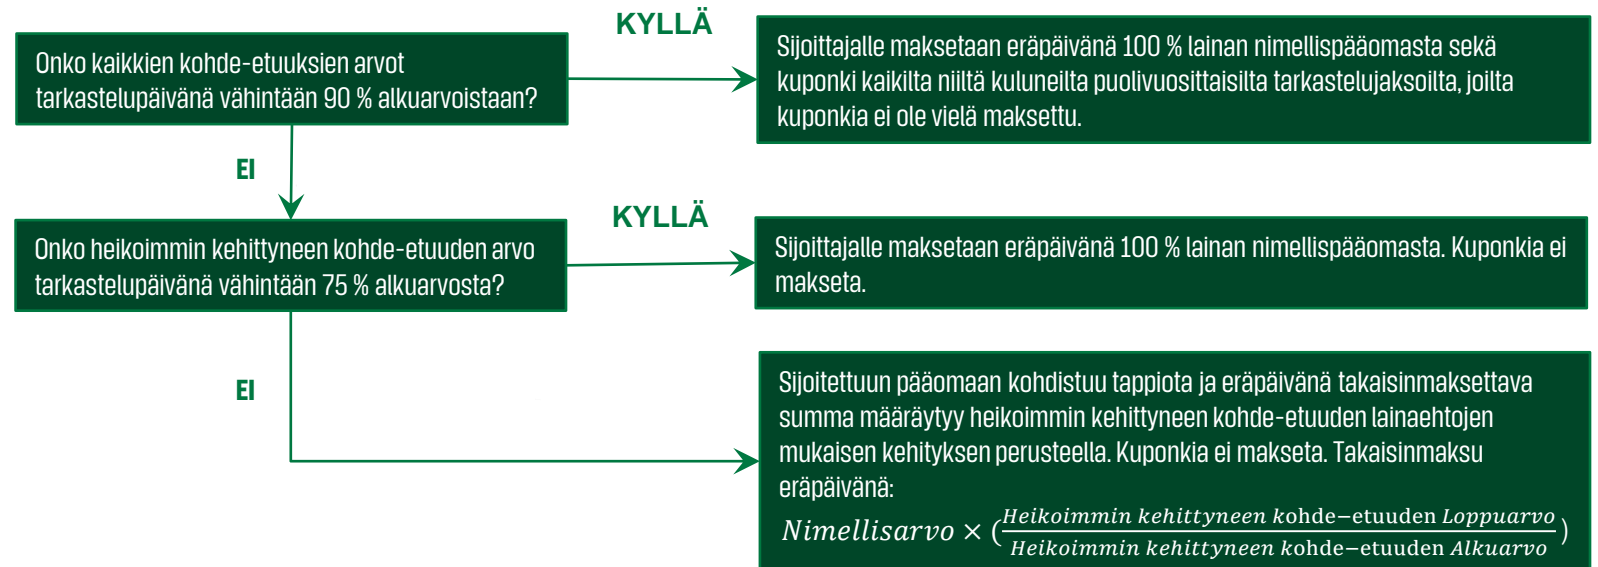 Onko kaikkien kohde-etuuksien arvot
tarkastelupäivänä vähintään 90 % alkuarvoistaan?
KYLLÄ
Sijoittajalle maksetaan eräpäivänä 100 % lainan nimellispääomasta sekä
kuponki kaikilta niiltä kuluneilta puolivuosittaisilta tarkastelujaksoilta, joilta
kuponkia ei ole vielä maksettu.
EI
Onko heikoimmin kehittyneen kohde-etuuden arvo
tarkastelupäivänä vähintään 75 % alkuarvosta?
KYLLÄ
Sijoittajalle maksetaan eräpäivänä 100 % lainan nimellispääomasta. Kuponkia ei
makseta.
EI
Sijoitettuun pääomaan kohdistuu tappiota ja eräpäivänä takaisinmaksettava
summa määräytyy heikoimmin kehittyneen kohde-etuuden lainaehtojen
mukaisen kehityksen perusteella. Kuponkia ei makseta. Takaisinmaksu
eräpäivänä:
Heikoimmin kehittyneen kohde−etuuden Loppuarvo
Nimellisarvo × ( )
Heikoimmin kehittyneen kohde−etuuden Alkuarvo